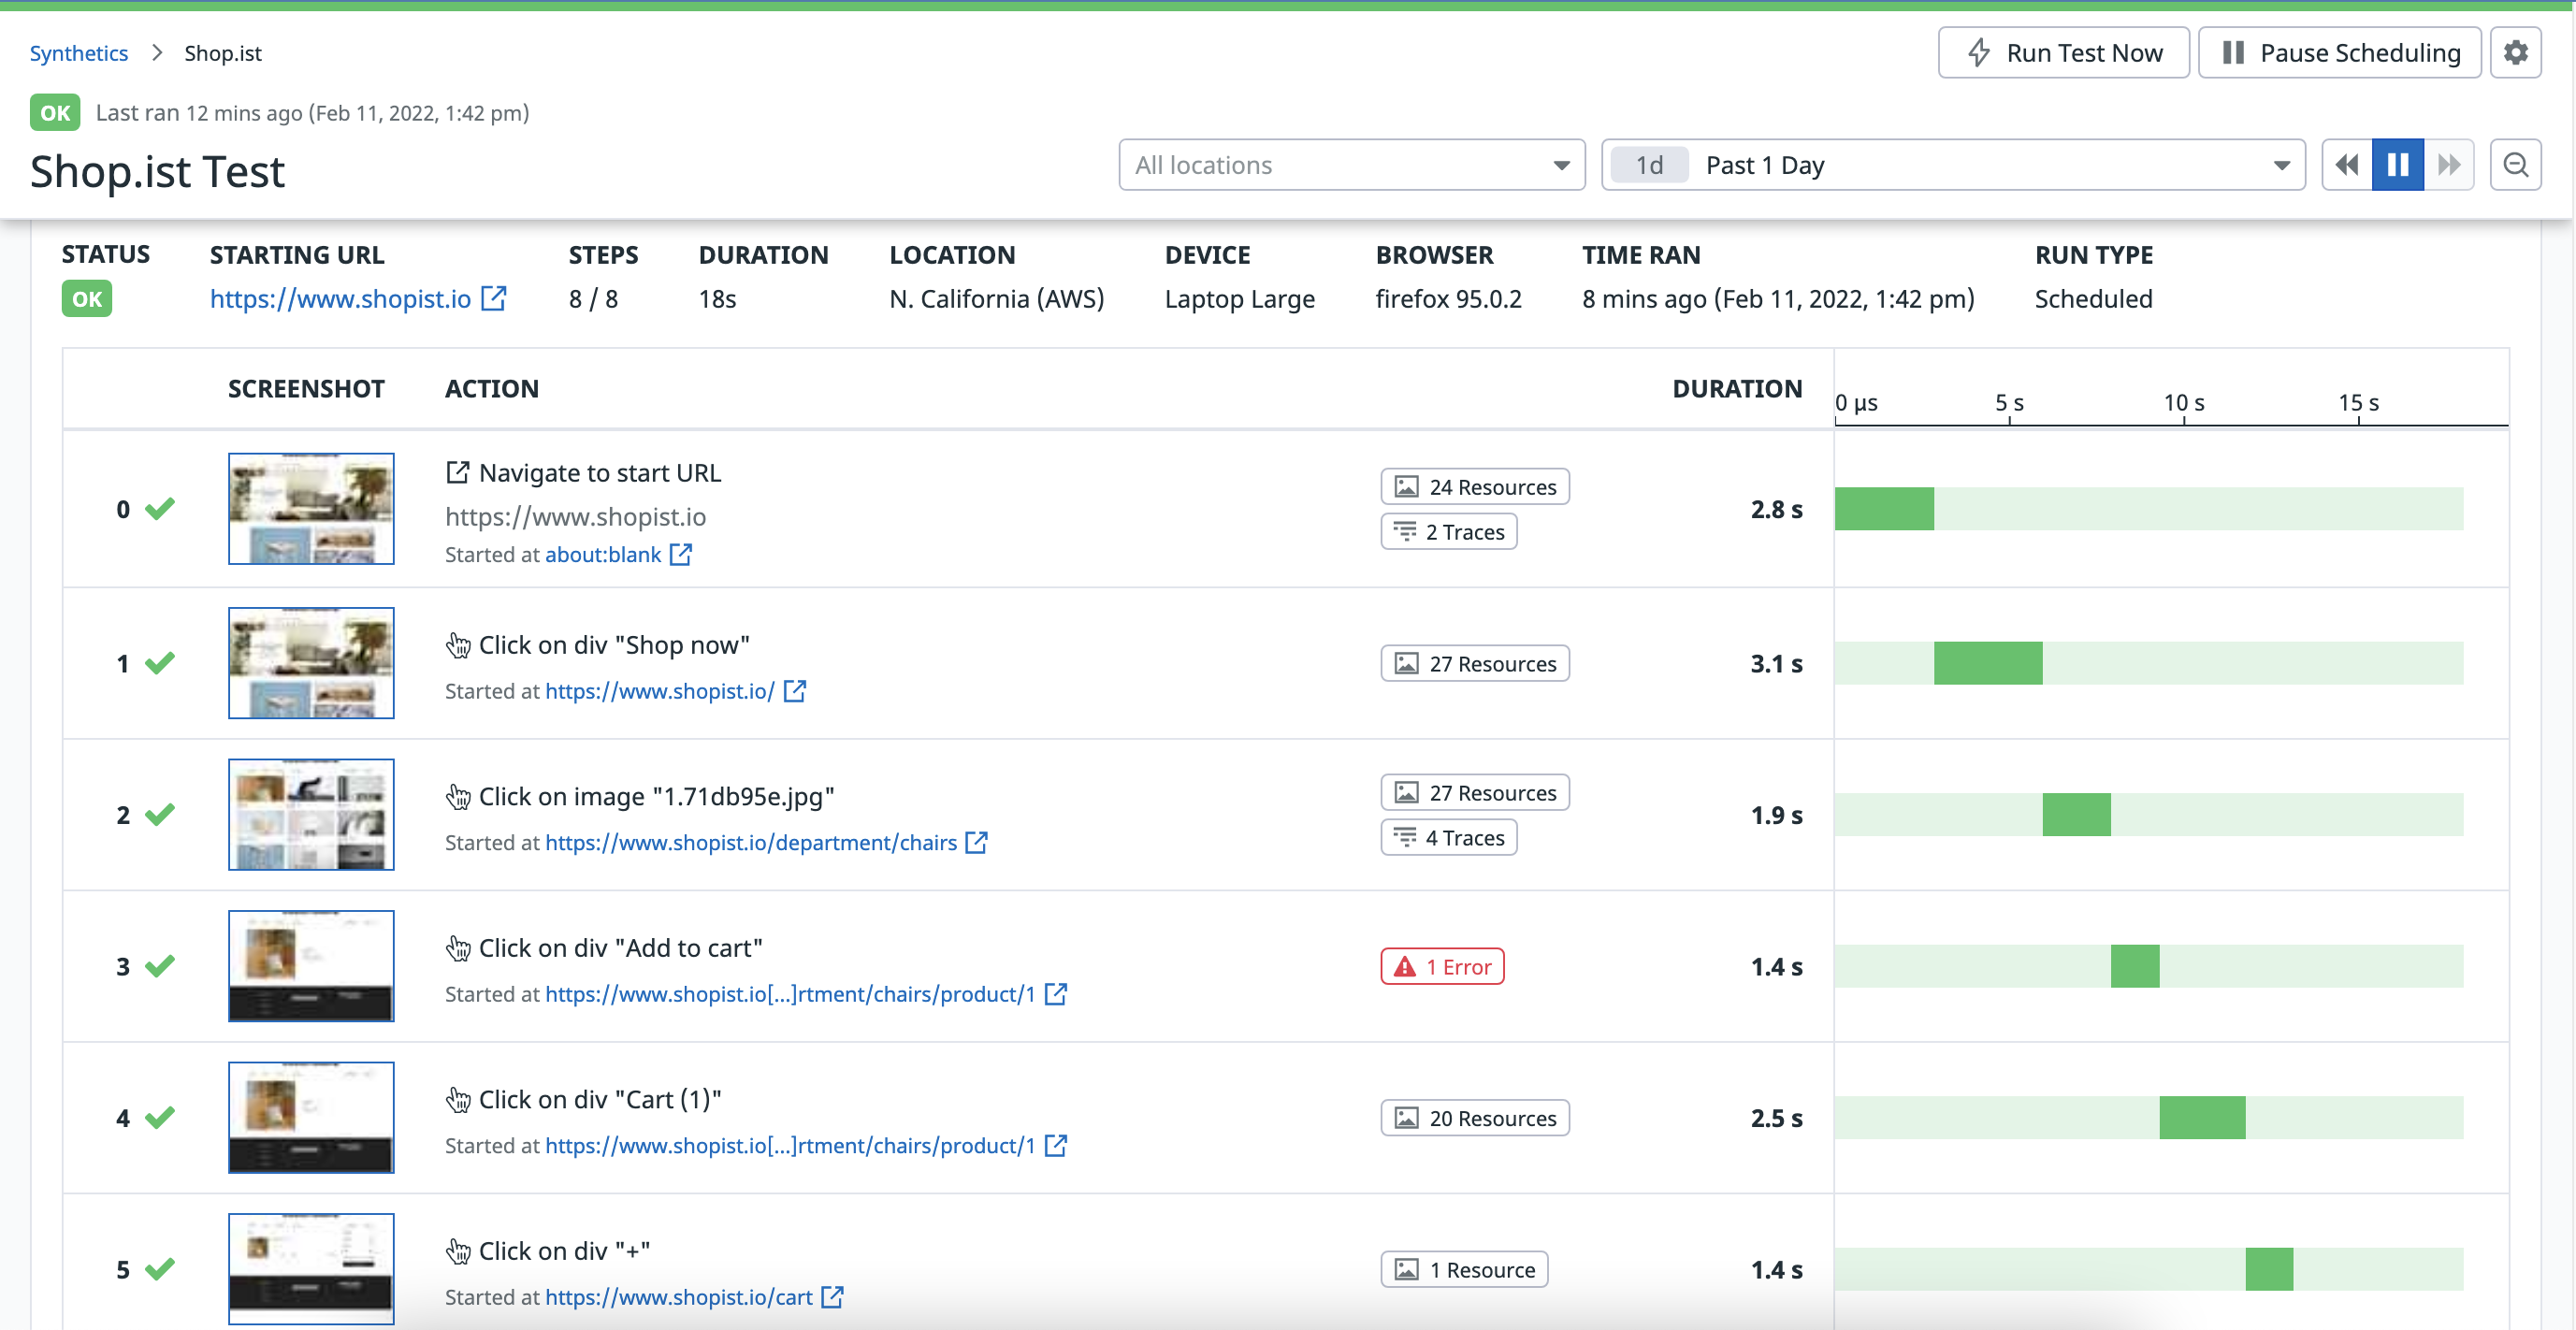 Synthetics > Shop.ist
Run Test Now
Pause Scheduling
OK Last ran 12 mins ago (Feb 11, 2022, 1:42 pm)
Shop.ist Test
All locations
1d Past 1 Day
STATUS STARTING URL STEPS DURATION LOCATION DEVICE BROWSER TIME RAN RUN TYPE
OK https://www.shopist.io 8 / 8 18s N. California (AWS) Laptop Large firefox 95.0.2 8 mins ago (Feb 11, 2022, 1:42 pm) Scheduled
SCREENSHOT ACTION DURATION
0 µs 5 s 10 s 15 s
0
Navigate to start URL
https://www.shopist.io
Started at about:blank
24 Resources
2 Traces
2.8 s
1
Click on div "Shop now"
Started at https://www.shopist.io/
27 Resources
3.1 s
2
Click on image "1.71db95e.jpg"
Started at https://www.shopist.io/department/chairs
27 Resources
4 Traces
1.9 s
3
Click on div "Add to cart"
Started at https://www.shopist.io[...]rtment/chairs/product/1
1 Error
1.4 s
4
Click on div "Cart (1)"
Started at https://www.shopist.io[...]rtment/chairs/product/1
20 Resources
2.5 s
5
Click on div "+"
Started at https://www.shopist.io/cart
1 Resource
1.4 s